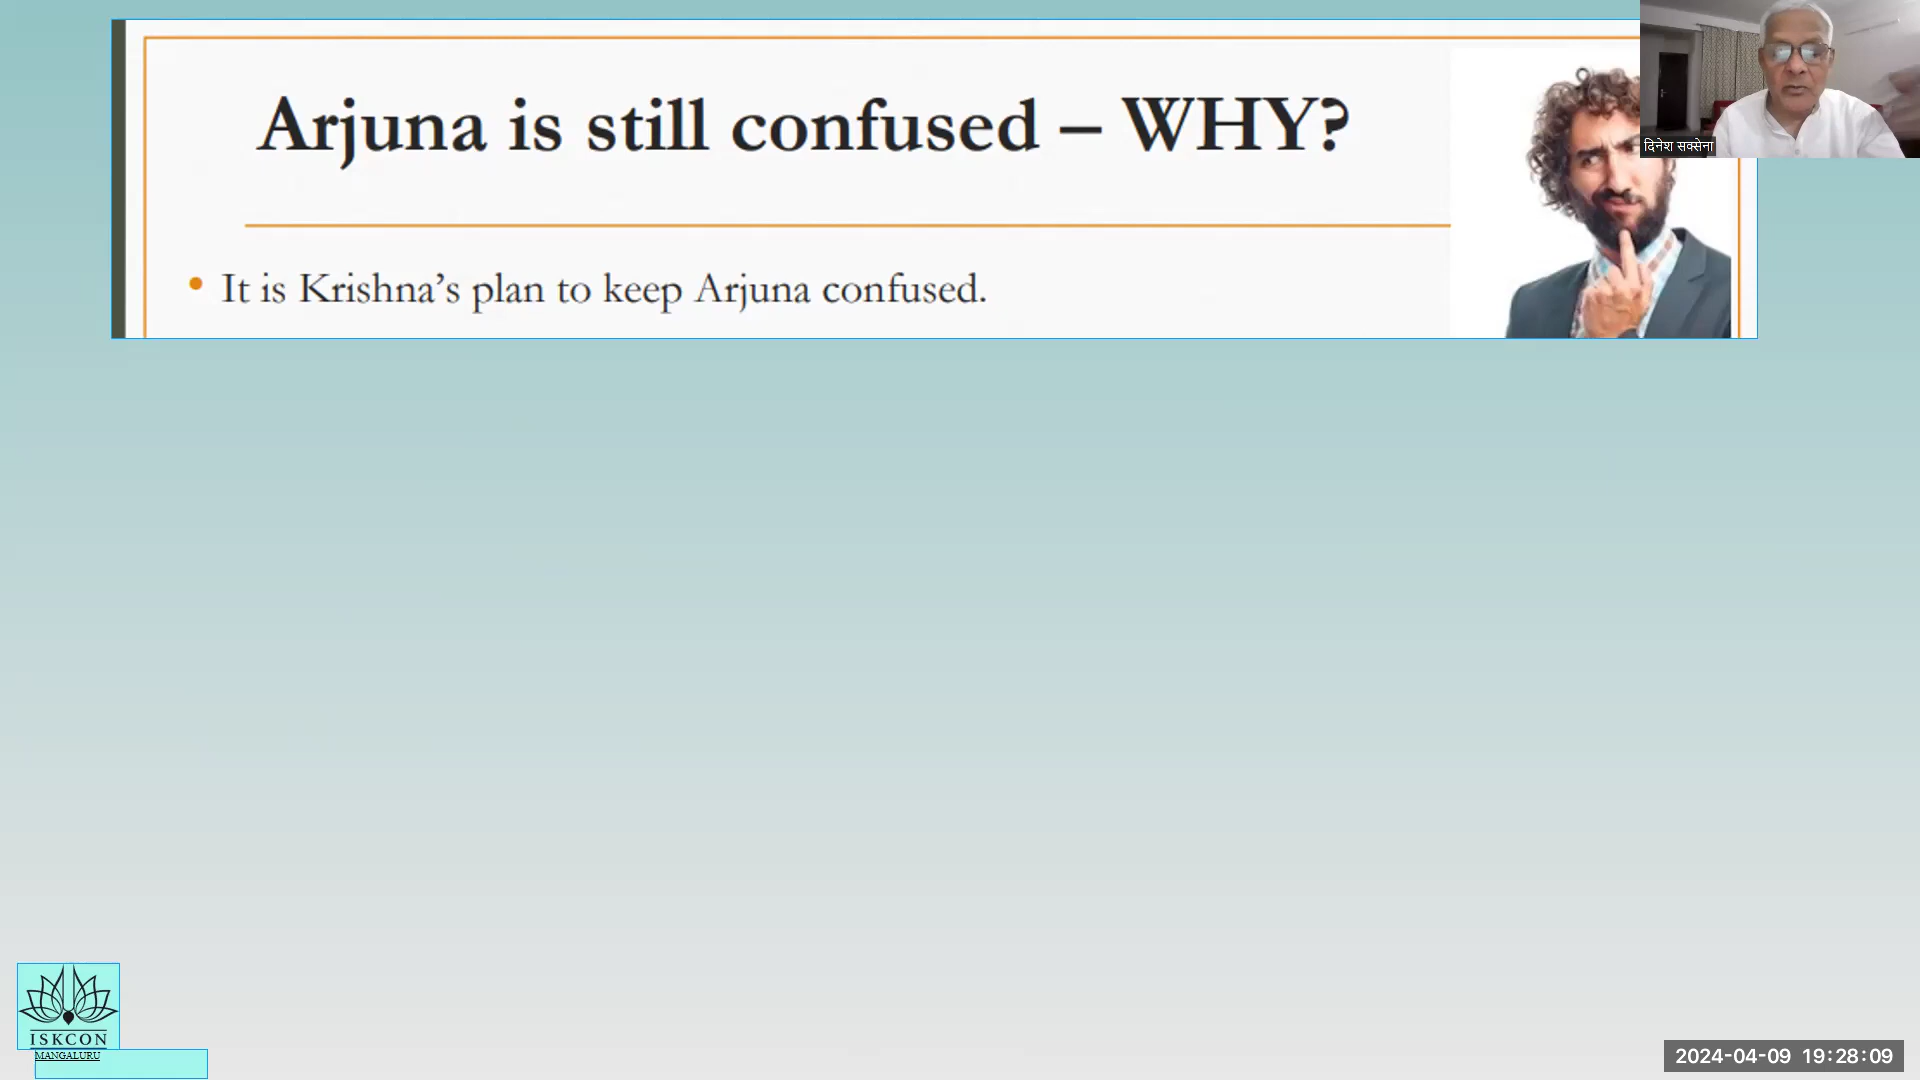 Arjuna is still confused – WHY?
दिनेश सक्सेना
• It is Krishna’s plan to keep Arjuna confused.
ISKCON
MANGALURU
2024-04-09 19:28:09